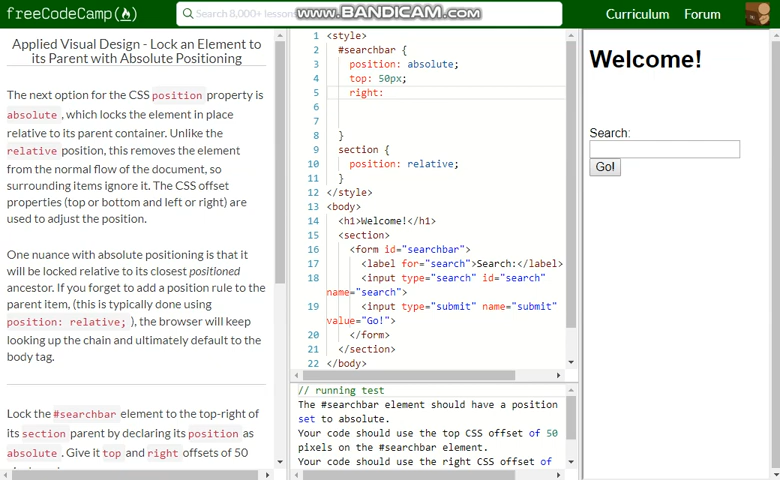 freeCodeCamp
Search 8,000+ lesson
www.BANDICAM.com
Curriculum
Forum
Applied Visual Design - Lock an Element to
its Parent with Absolute Positioning
The next option for the CSS position property is
absolute , which locks the element in place
relative to its parent container. Unlike the
relative position, this removes the element
from the normal flow of the document, so
surrounding items ignore it. The CSS offset
properties (top or bottom and left or right) are
used to adjust the position.
One nuance with absolute positioning is that it
will be locked relative to its closest positioned
ancestor. If you forget to add a position rule to the
parent item, (this is typically done using
position: relative; ), the browser will keep
looking up the chain and ultimately default to the
body tag.
Lock the #searchbar element to the top-right of
its section parent by declaring its position as
absolute . Give it top and right offsets of 50
1 <style>
2 #searchbar {
3 position: absolute;
4 top: 50px;
5 right:
6
7
8 }
9 section {
10 position: relative;
11 }
12 </style>
13 <body>
14 <h1>Welcome!</h1>
15 <section>
16 <form id="searchbar">
17 <label for="search">Search:</label>
18 <input type="search" id="search"
name="search">
19 <input type="submit" name="submit"
value="Go!">
20 </form>
21 </section>
22 </body>
// running test
The #searchbar element should have a position
set to absolute.
Your code should use the top CSS offset of 50
pixels on the #searchbar element.
Your code should use the right CSS offset of
Welcome!
Search:
Go!